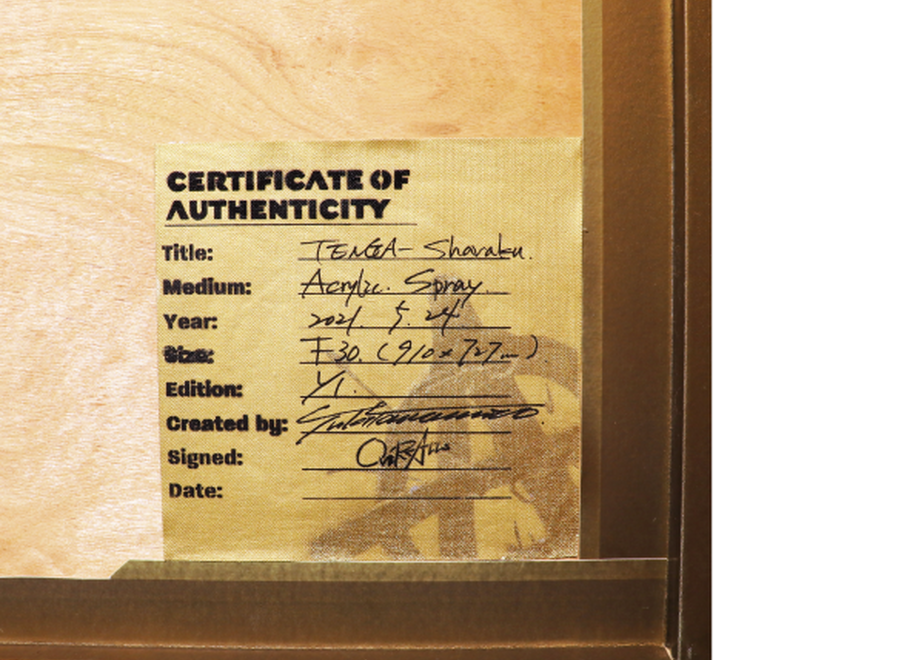 CERTIFICATE OF
AUTHENTICITY
Title: TENGA- Sharaku.
Medium: Acrylic. Spray.
Year: 2021. 5. 24
Size: F30. (910×727mm)
Edition: 1/1.
Created by:
Signed:
Date: